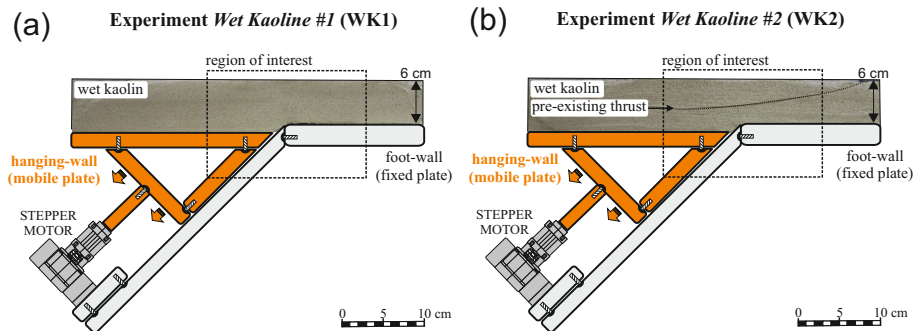 (a)
Experiment Wet Kaoline #1 (WK1)
region of interest
6 cm
wet kaolin
hanging-wall
(mobile plate)
foot-wall
(fixed plate)
STEPPER
MOTOR
0
10 cm
(b)
Experiment Wet Kaoline #2 (WK2)
region of interest
6 cm
wet kaolin
pre-existing thrust
hanging-wall
(mobile plate)
foot-wall
(fixed plate)
STEPPER
MOTOR
0
10 cm